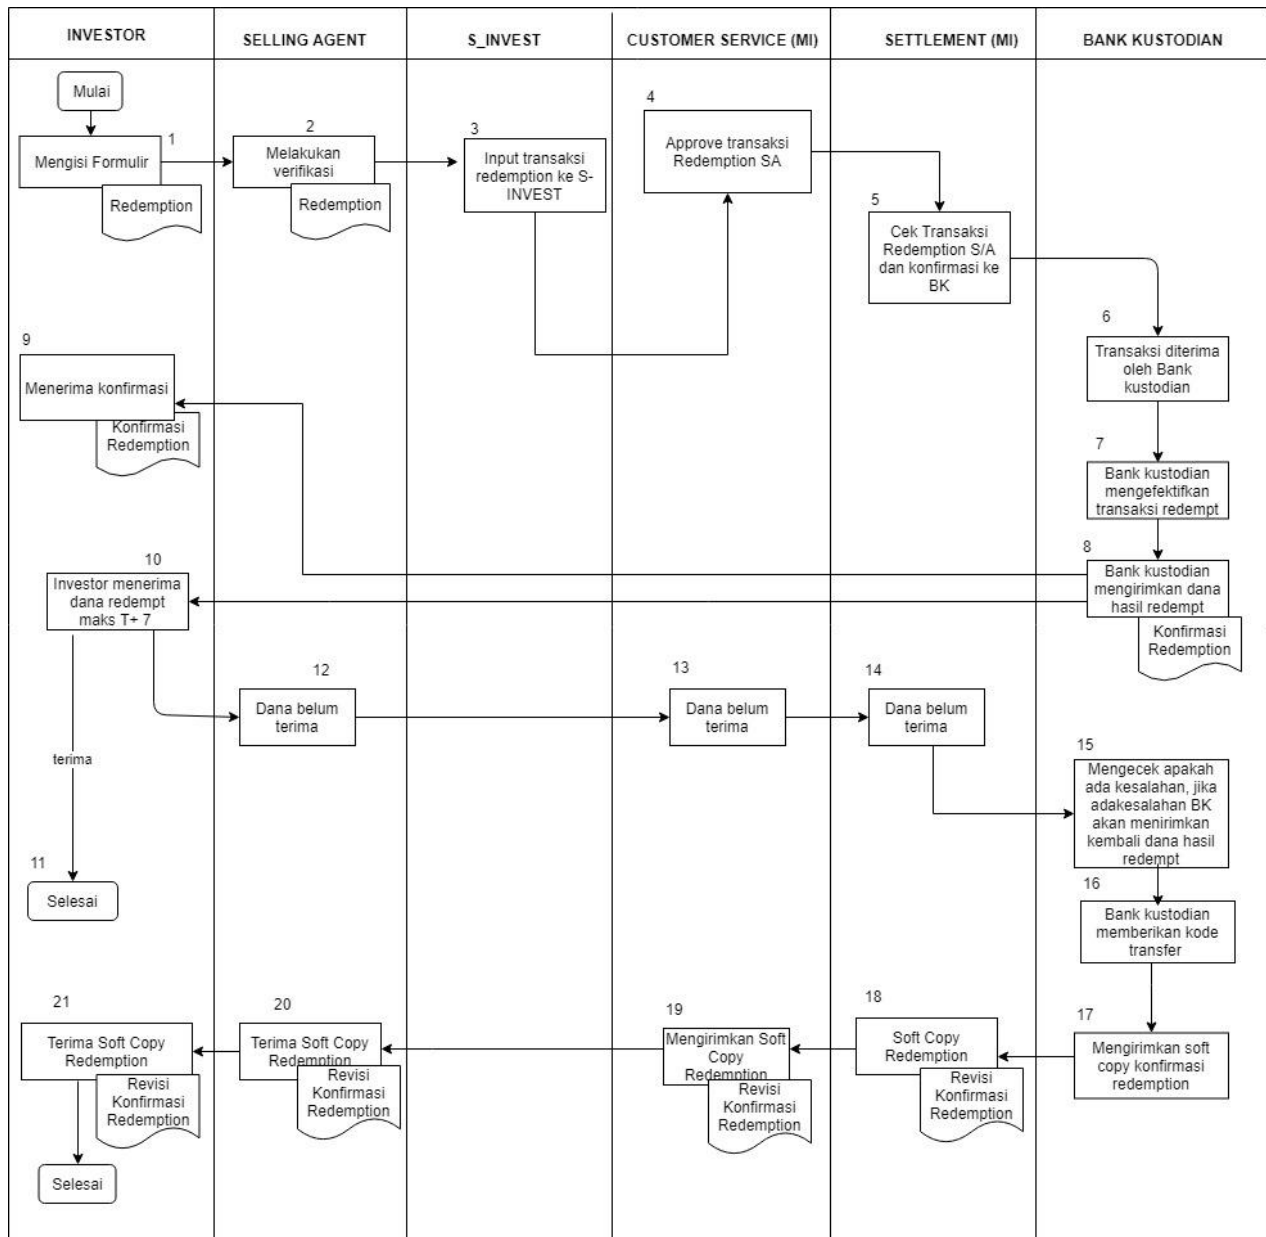 INVESTOR
SELLING AGENT
S_INVEST
CUSTOMER SERVICE (MI)
SETTLEMENT (MI)
BANK KUSTODIAN
Mulai
1
Mengisi Formulir
Redemption
2
Melakukan
verifikasi
Redemption
3
Input transaksi
redemption ke S-
INVEST
4
Approve transaksi
Redemption SA
5
Cek Transaksi
Redemption S/A
dan konfirmasi ke
BK
6
Transaksi diterima
oleh Bank
kustodian
7
Bank kustodian
mengefektifkan
transaksi redempt
8
Bank kustodian
mengirimkan dana
hasil redempt
Konfirmasi
Redemption
9
Menerima konfirmasi
Konfirmasi
Redemption
10
Investor menerima
dana redempt
maks T+ 7
terima
11
Selesai
12
Dana belum
terima
13
Dana belum
terima
14
Dana belum
terima
15
Mengecek apakah
ada kesalahan, jika
adakesalahan BK
akan menirimkan
kembali dana hasil
redempt
16
Bank kustodian
memberikan kode
transfer
17
Mengirimkan soft
copy konfirmasi
redemption
18
Soft Copy
Redemption
Revisi
Konfirmasi
Redemption
19
Mengirimkan Soft
Copy
Redemption
Revisi
Konfirmasi
Redemption
20
Terima Soft Copy
Redemption
Revisi
Konfirmasi
Redemption
21
Terima Soft Copy
Redemption
Revisi
Konfirmasi
Redemption
Selesai